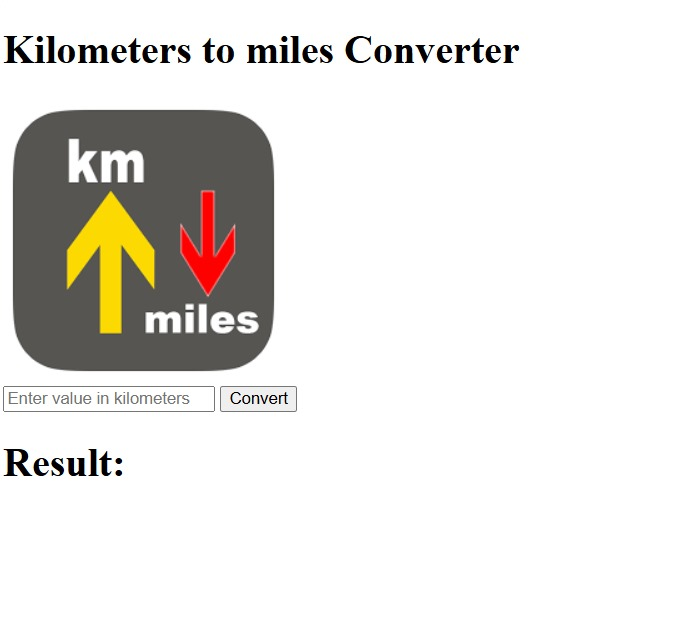 Kilometers to miles Converter
km
miles
Enter value in kilometers Convert
Result: